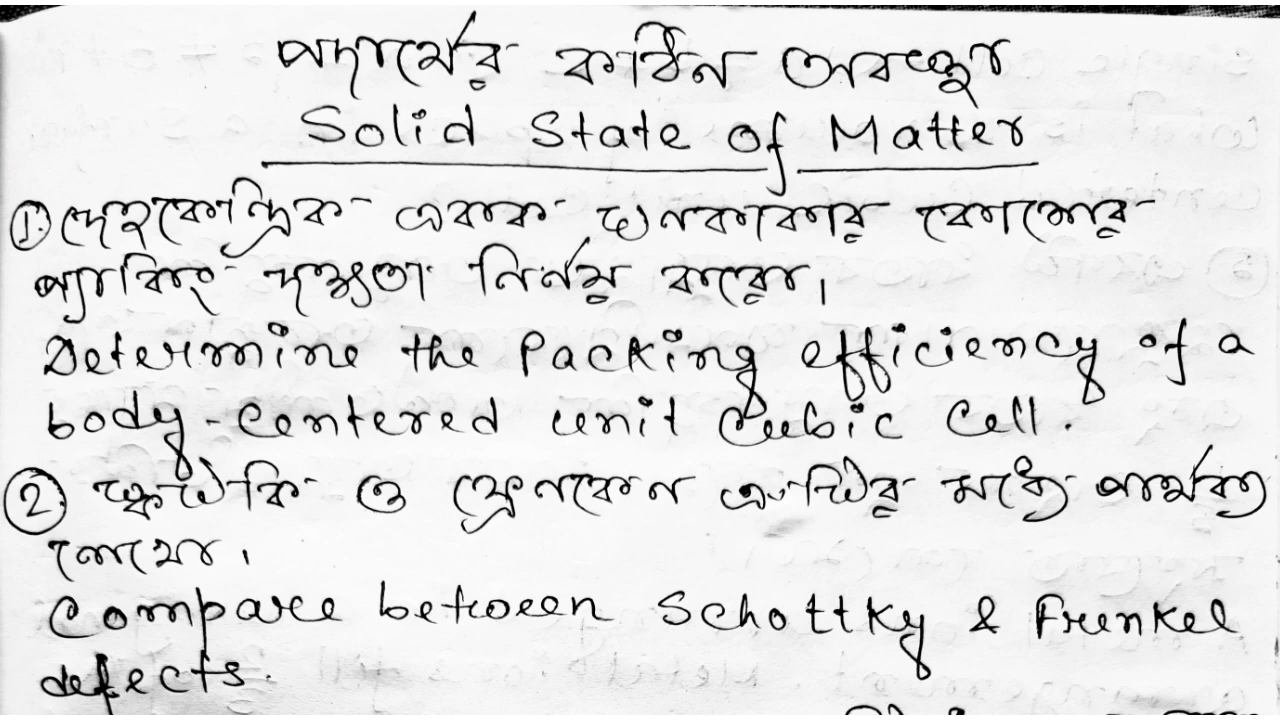 পদার্থের কঠিন অবস্থা
Solid State of Matter
1. দেহকেন্দ্রিক একক ঘনকাকার কোশের
প্যাকিং দক্ষতা নির্ণয় করো।
Determine the Packing efficiency of a
body-centered unit Cubic Cell.
2. স্কটকি ও ফ্রেনকেল ত্রুটির মধ্যে পার্থক্য
লেখো।
Compare between Schottky & Frenkel
defects.